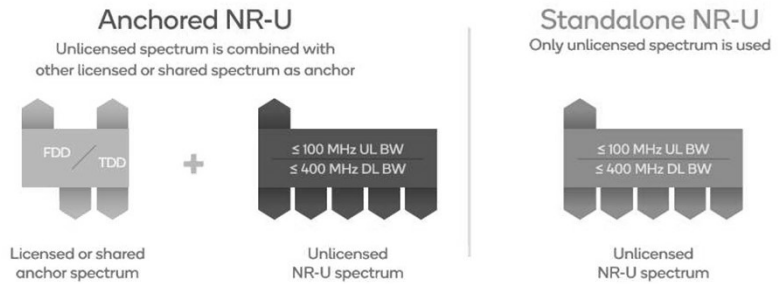 Anchored NR-U
Unlicensed spectrum is combined with
other licensed or shared spectrum as anchor
FDD
TDD
+
≤ 100 MHz UL BW
≤ 400 MHz DL BW
Licensed or shared
anchor spectrum
Unlicensed
NR-U spectrum
Standalone NR-U
Only unlicensed spectrum is used
≤ 100 MHz UL BW
≤ 400 MHz DL BW
Unlicensed
NR-U spectrum